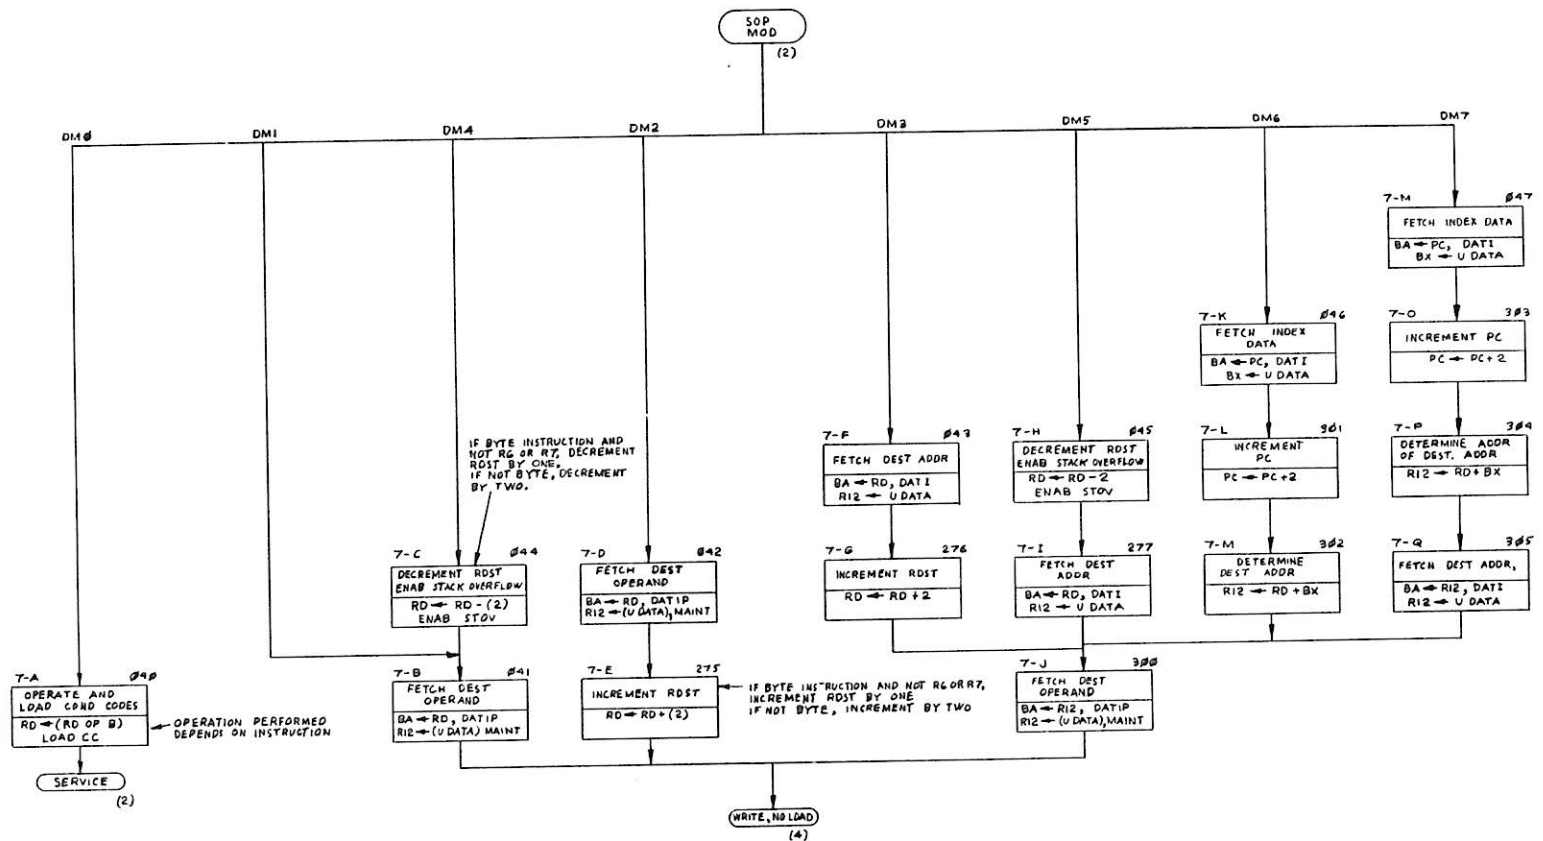 SOP
MOD
(2)
DMØ
DM1
DM4
DM2
DM3
DM5
DM6
DM7
7-M Ø47
FETCH INDEX DATA
BA ← PC, DATI
BX ← U DATA
7-K Ø46
FETCH INDEX
DATA
BA ← PC, DATI
BX ← U DATA
7-O 3Ø3
INCREMENT PC
PC ← PC+2
IF BYTE INSTRUCTION AND
NOT R6 OR R7, DECREMENT
RDST BY ONE.
IF NOT BYTE, DECREMENT
BY TWO.
7-F Ø43
FETCH DEST ADDR
BA ← RD, DATI
R12 ← U DATA
7-H Ø45
DECREMENT RDST
ENAB STACK OVERFLOW
RD ← RD-2
ENAB STOV
7-L 3Ø1
INCREMENT
PC
PC ← PC+2
7-P 3Ø4
DETERMINE ADDR
OF DEST. ADDR
R12 ← RD+BX
7-C Ø44
DECREMENT RDST
ENAB STACK OVERFLOW
RD ← RD-(2)
ENAB STOV
7-D Ø42
FETCH DEST
OPERAND
BA ← RD, DATIP
R12 ← (U DATA), MAINT
7-G 276
INCREMENT RDST
RD ← RD+2
7-I 277
FETCH DEST
ADDR
BA ← RD, DATI
R12 ← U DATA
7-M 3Ø2
DETERMINE
DEST ADDR
R12 ← RD+BX
7-Q 3Ø5
FETCH DEST ADDR,
BA ← R12, DATI
R12 ← U DATA
7-A Ø4Ø
OPERATE AND
LOAD COND CODES
RD ← (RD OP B)
LOAD CC
OPERATION PERFORMED
DEPENDS ON INSTRUCTION
7-B Ø41
FETCH DEST
OPERAND
BA ← RD, DATIP
R12 ← (U DATA) MAINT
7-E 275
INCREMENT RDST
RD ← RD+(2)
IF BYTE INSTRUCTION AND NOT R6 OR R7,
INCREMENT RDST BY ONE
IF NOT BYTE, INCREMENT BY TWO
7-J 3ØØ
FETCH DEST
OPERAND
BA ← R12, DATIP
R12 ← (U DATA), MAINT
SERVICE
(2)
WRITE, NO LOAD
(4)